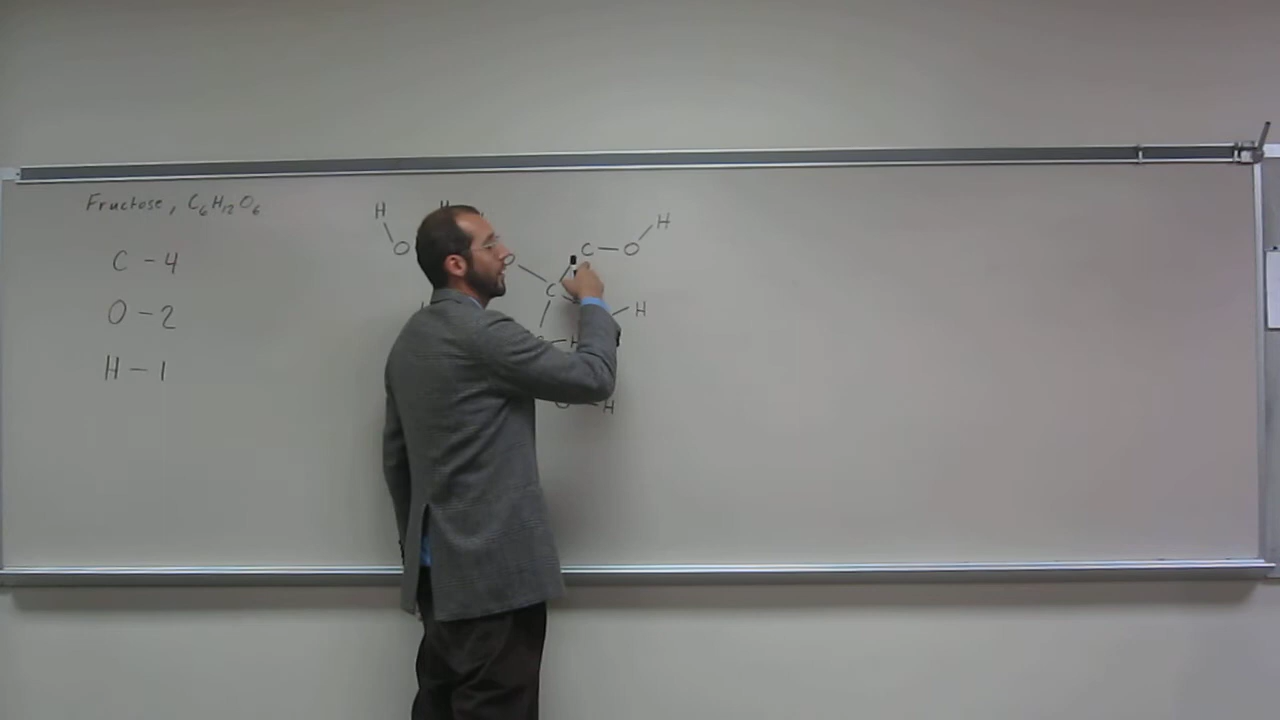 Fructose, C₆H₁₂O₆
C - 4
O - 2
H - 1
H H H
O O C - O
C H
H
O - H